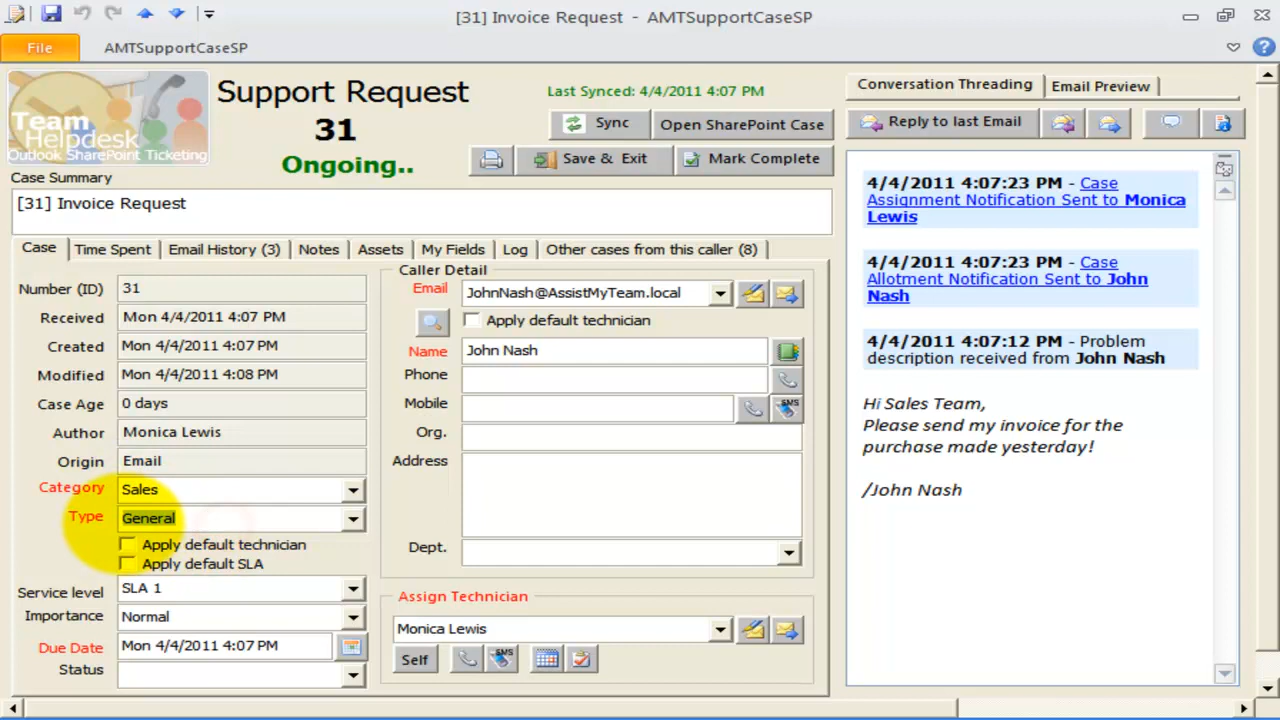 [31] Invoice Request - AMTSupportCaseSP
File
AMTSupportCaseSP
Team
Helpdesk
Outlook SharePoint Ticketing
Support Request
31
Ongoing..
Last Synced: 4/4/2011 4:07 PM
Sync
Open SharePoint Case
Save & Exit
Mark Complete
Case Summary
[31] Invoice Request
Case
Time Spent
Email History (3)
Notes
Assets
My Fields
Log
Other cases from this caller (8)
Number (ID)
31
Received
Mon 4/4/2011 4:07 PM
Created
Mon 4/4/2011 4:07 PM
Modified
Mon 4/4/2011 4:08 PM
Case Age
0 days
Author
Monica Lewis
Origin
Email
Category
Sales
Type
General
Apply default technician
Apply default SLA
Service level
SLA 1
Importance
Normal
Due Date
Mon 4/4/2011 4:07 PM
Status
Caller Detail
Email
JohnNash@AssistMyTeam.local
Apply default technician
Name
John Nash
Phone
Mobile
SMS
Org.
Address
Dept.
Assign Technician
Monica Lewis
Self
SMS
Conversation Threading
Email Preview
Reply to last Email
4/4/2011 4:07:23 PM - Case
Assignment Notification Sent to Monica
Lewis
4/4/2011 4:07:23 PM - Case
Allotment Notification Sent to John
Nash
4/4/2011 4:07:12 PM - Problem
description received from John Nash
Hi Sales Team,
Please send my invoice for the
purchase made yesterday!
/John Nash